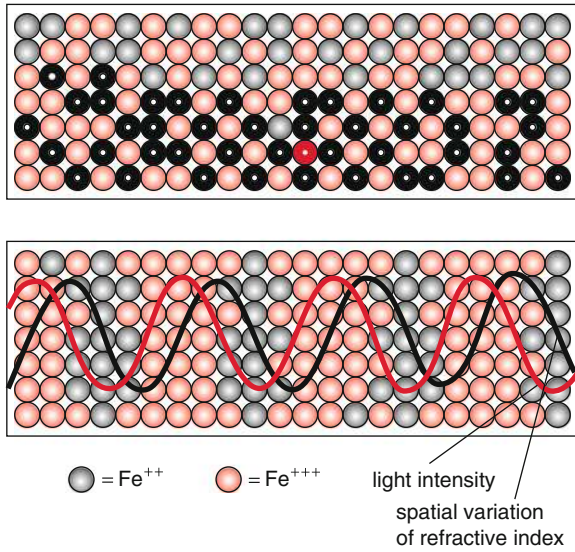 = Fe⁺⁺
= Fe⁺⁺⁺
light intensity
spatial variation
of refractive index